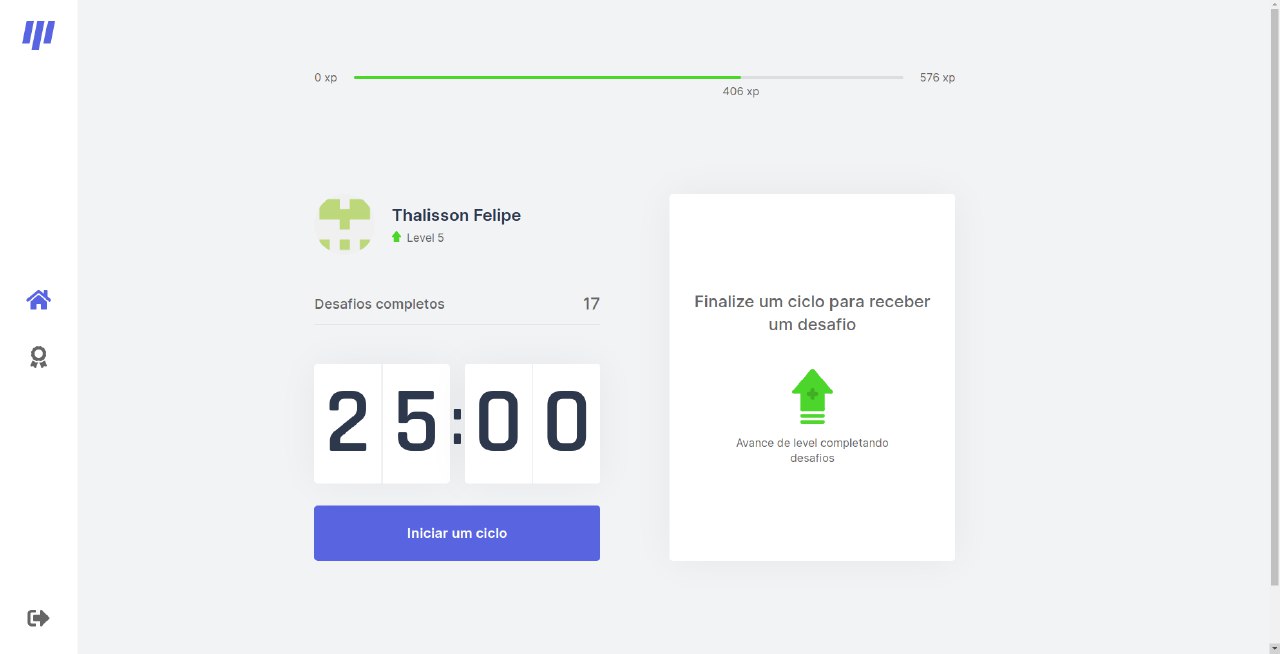 0 xp
576 xp
406 xp
Thalisson Felipe
Level 5
Desafios completos 17
25:00
Iniciar um ciclo
Finalize um ciclo para receber
um desafio
Avance de level completando
desafios